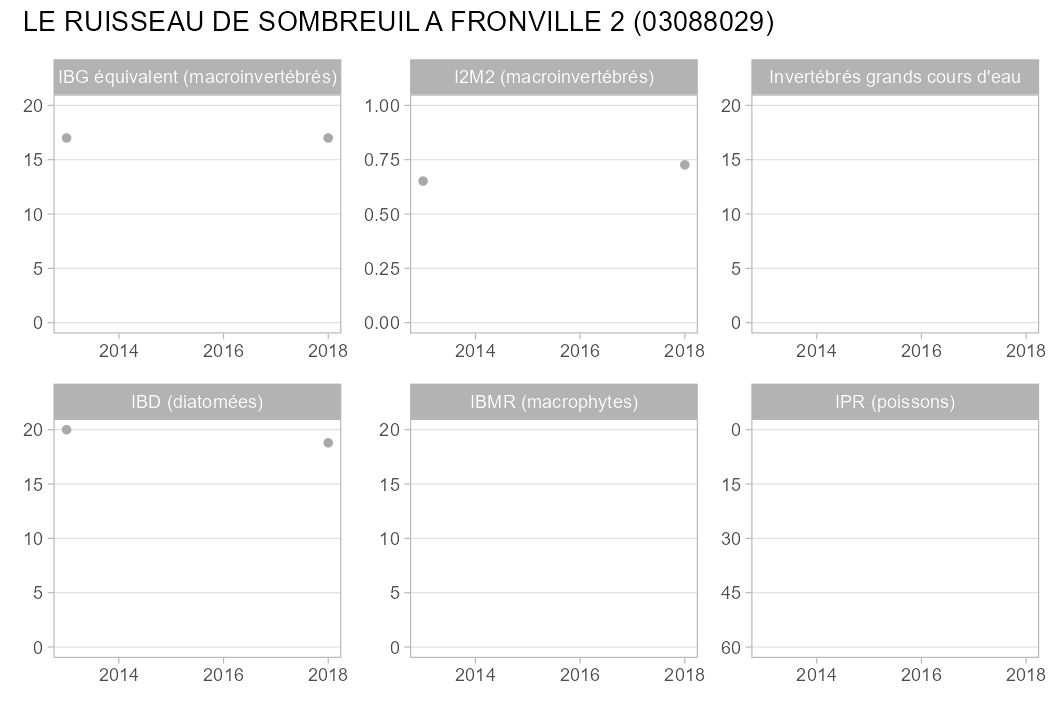 LE RUISSEAU DE SOMBREUIL A FRONVILLE 2 (03088029)
IBG équivalent (macroinvertébrés)
20
15
10
5
0
2014 2016 2018
I2M2 (macroinvertébrés)
1.00
0.75
0.50
0.25
0.00
2014 2016 2018
Invertébrés grands cours d'eau
20
15
10
5
0
2014 2016 2018
IBD (diatomées)
20
15
10
5
0
2014 2016 2018
IBMR (macrophytes)
20
15
10
5
0
2014 2016 2018
IPR (poissons)
0
15
30
45
60
2014 2016 2018